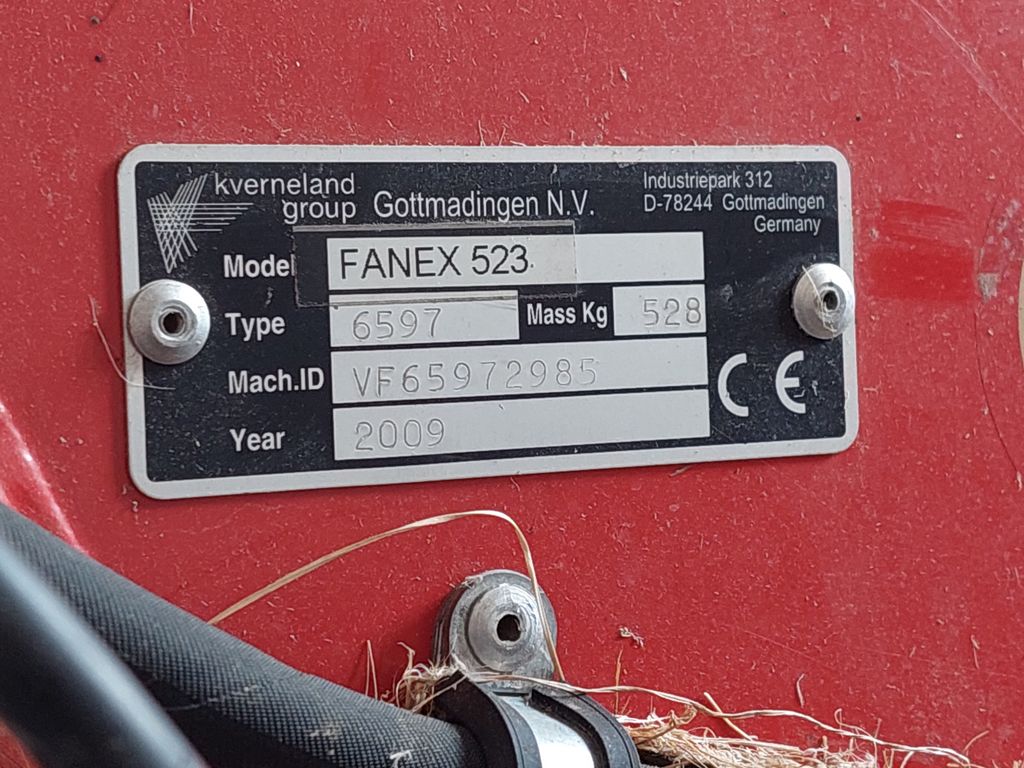 kverneland
group Gottmadingen N.V.
Industriepark 312
D-78244 Gottmadingen
Germany
Model FANEX 523
Type 6597 Mass Kg 528
Mach.ID VF65972985
Year 2009
CE